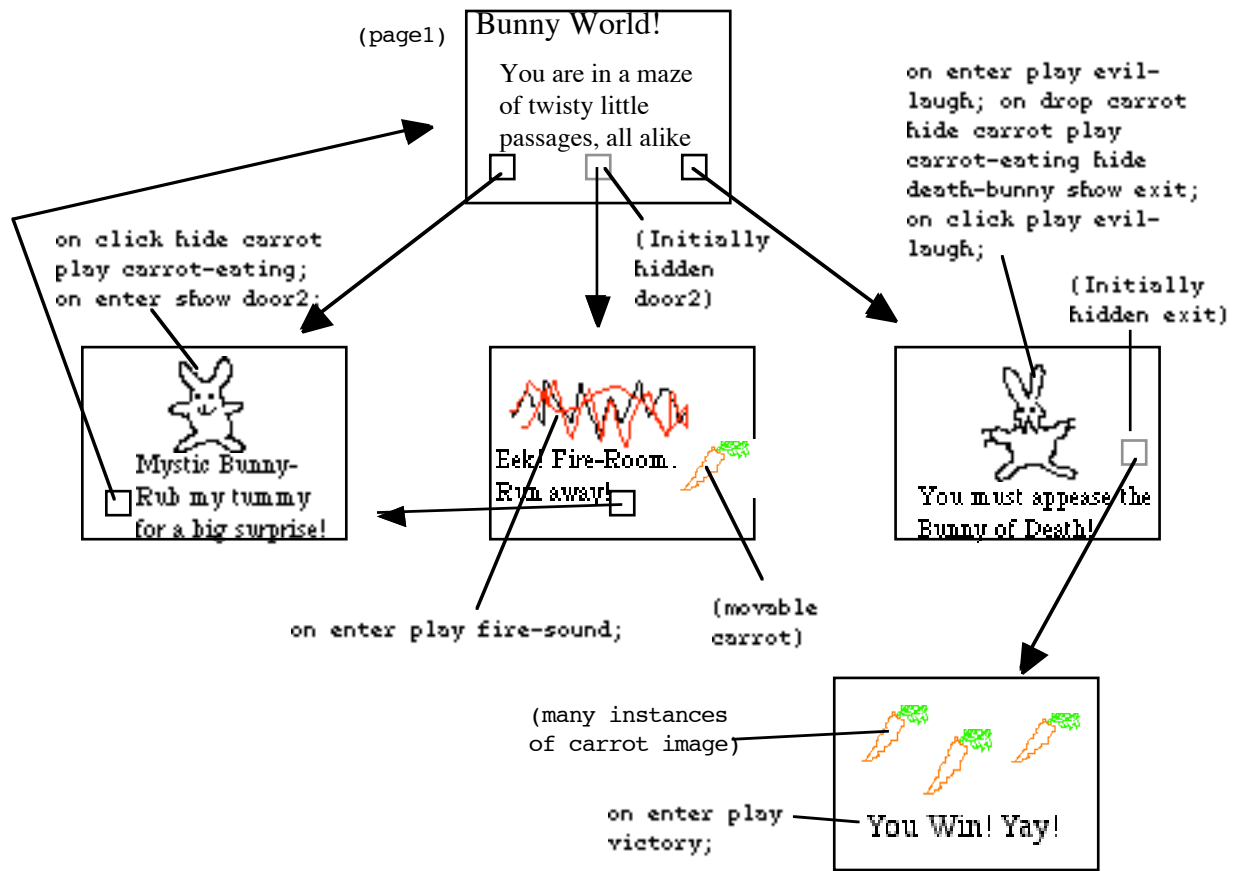 (page1)
Bunny World!
You are in a maze
of twisty little
passages, all alike
on enter play evil-
laugh; on drop carrot
hide carrot play
carrot-eating hide
death-bunny show exit;
on click play evil-
laugh;
on click hide carrot
play carrot-eating;
on enter show door2;
(Initially
hidden
door2)
(Initially
hidden exit)
Mystic Bunny-
Rub my tummy
for a big surprise!
Eek! Fire-Room.
Run away!
You must appease the
Bunny of Death!
on enter play fire-sound;
(movable
carrot)
(many instances
of carrot image)
on enter play
victory;
You Win! Yay!